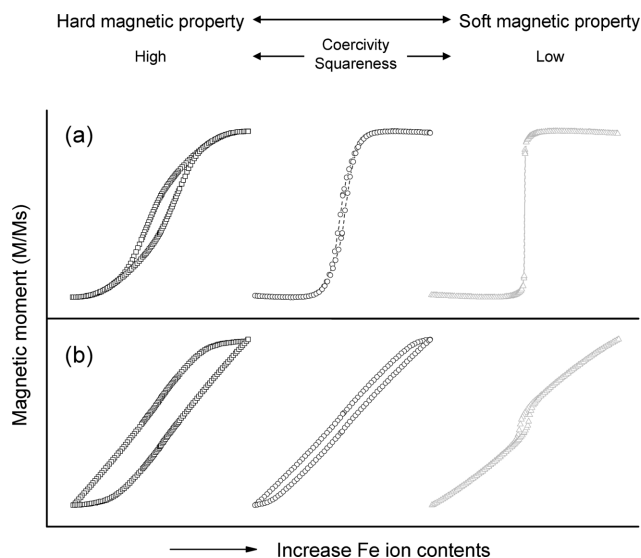 Hard magnetic property
Soft magnetic property
High
Coercivity
Squareness
Low
(a)
(b)
Magnetic moment (M/Ms)
Increase Fe ion contents